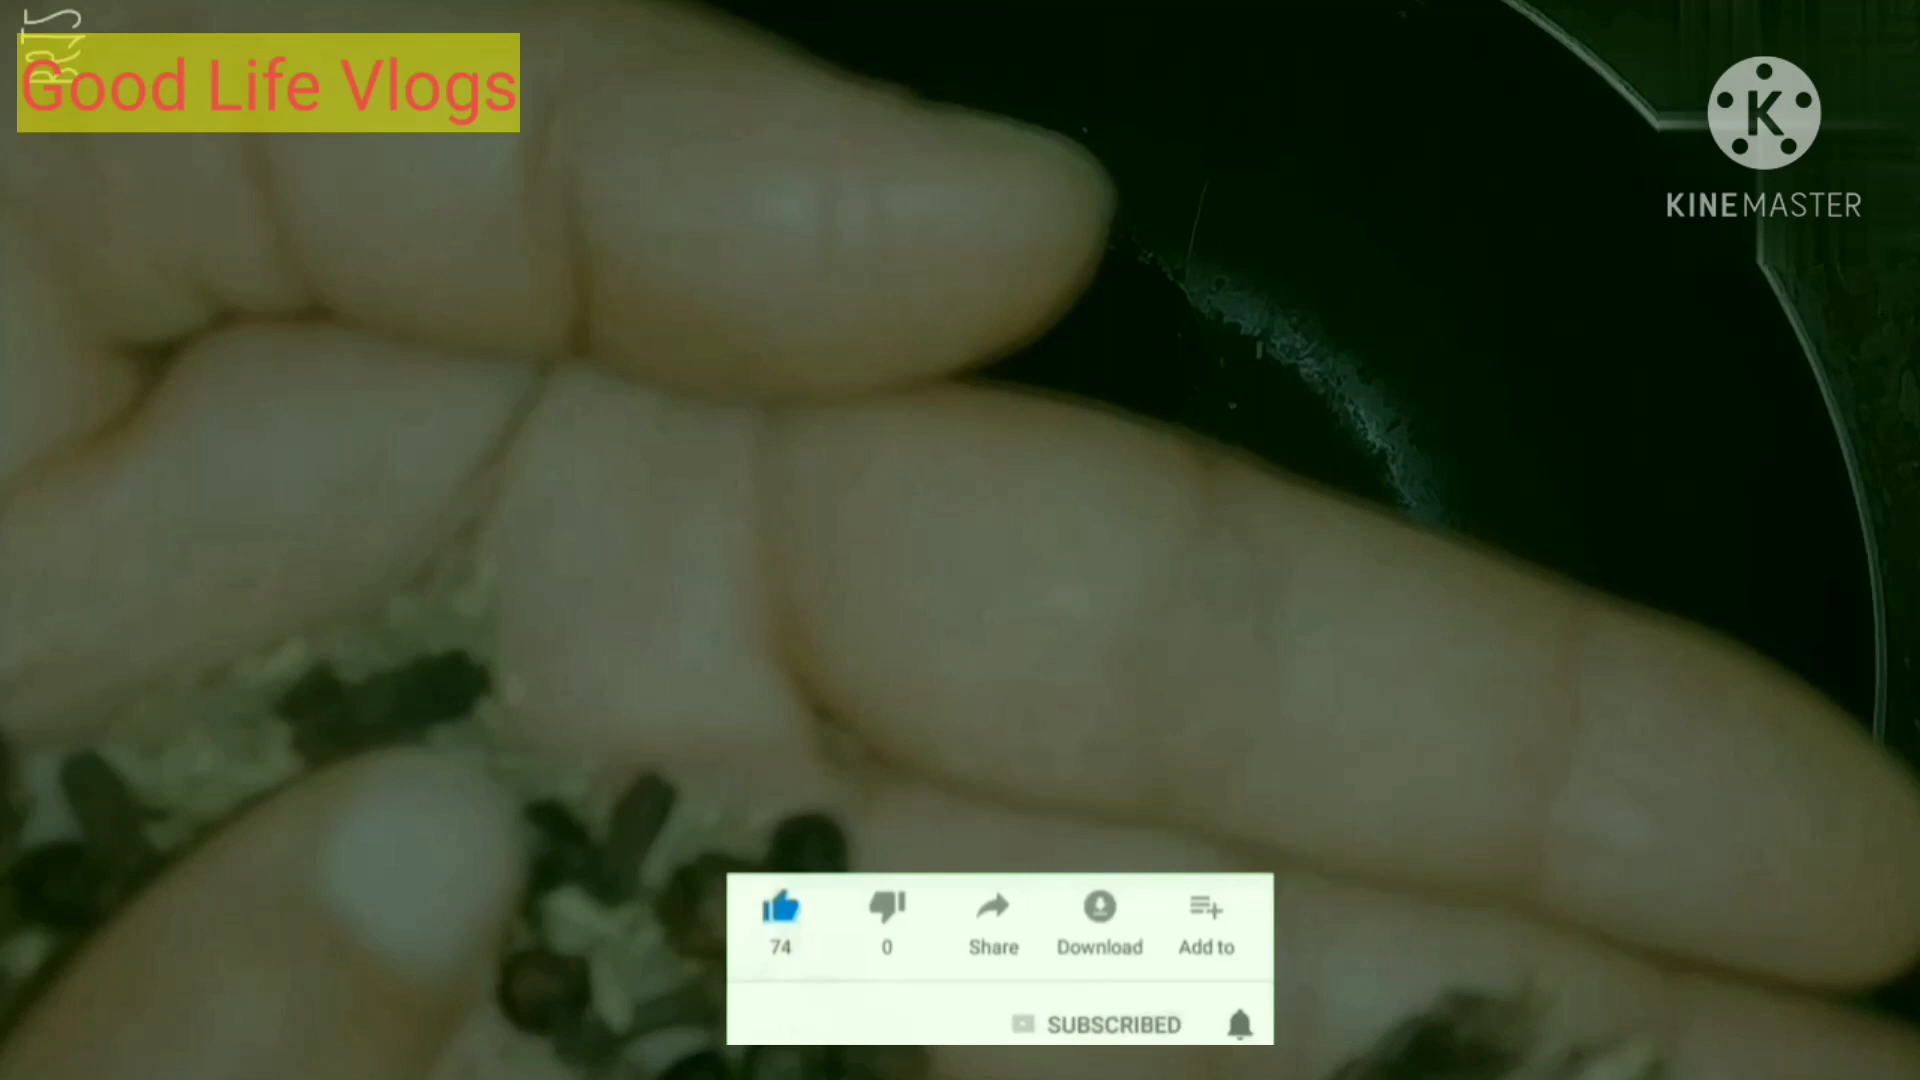 Good Life Vlogs
KINEMASTER
74
0
Share
Download
Add to
SUBSCRIBED